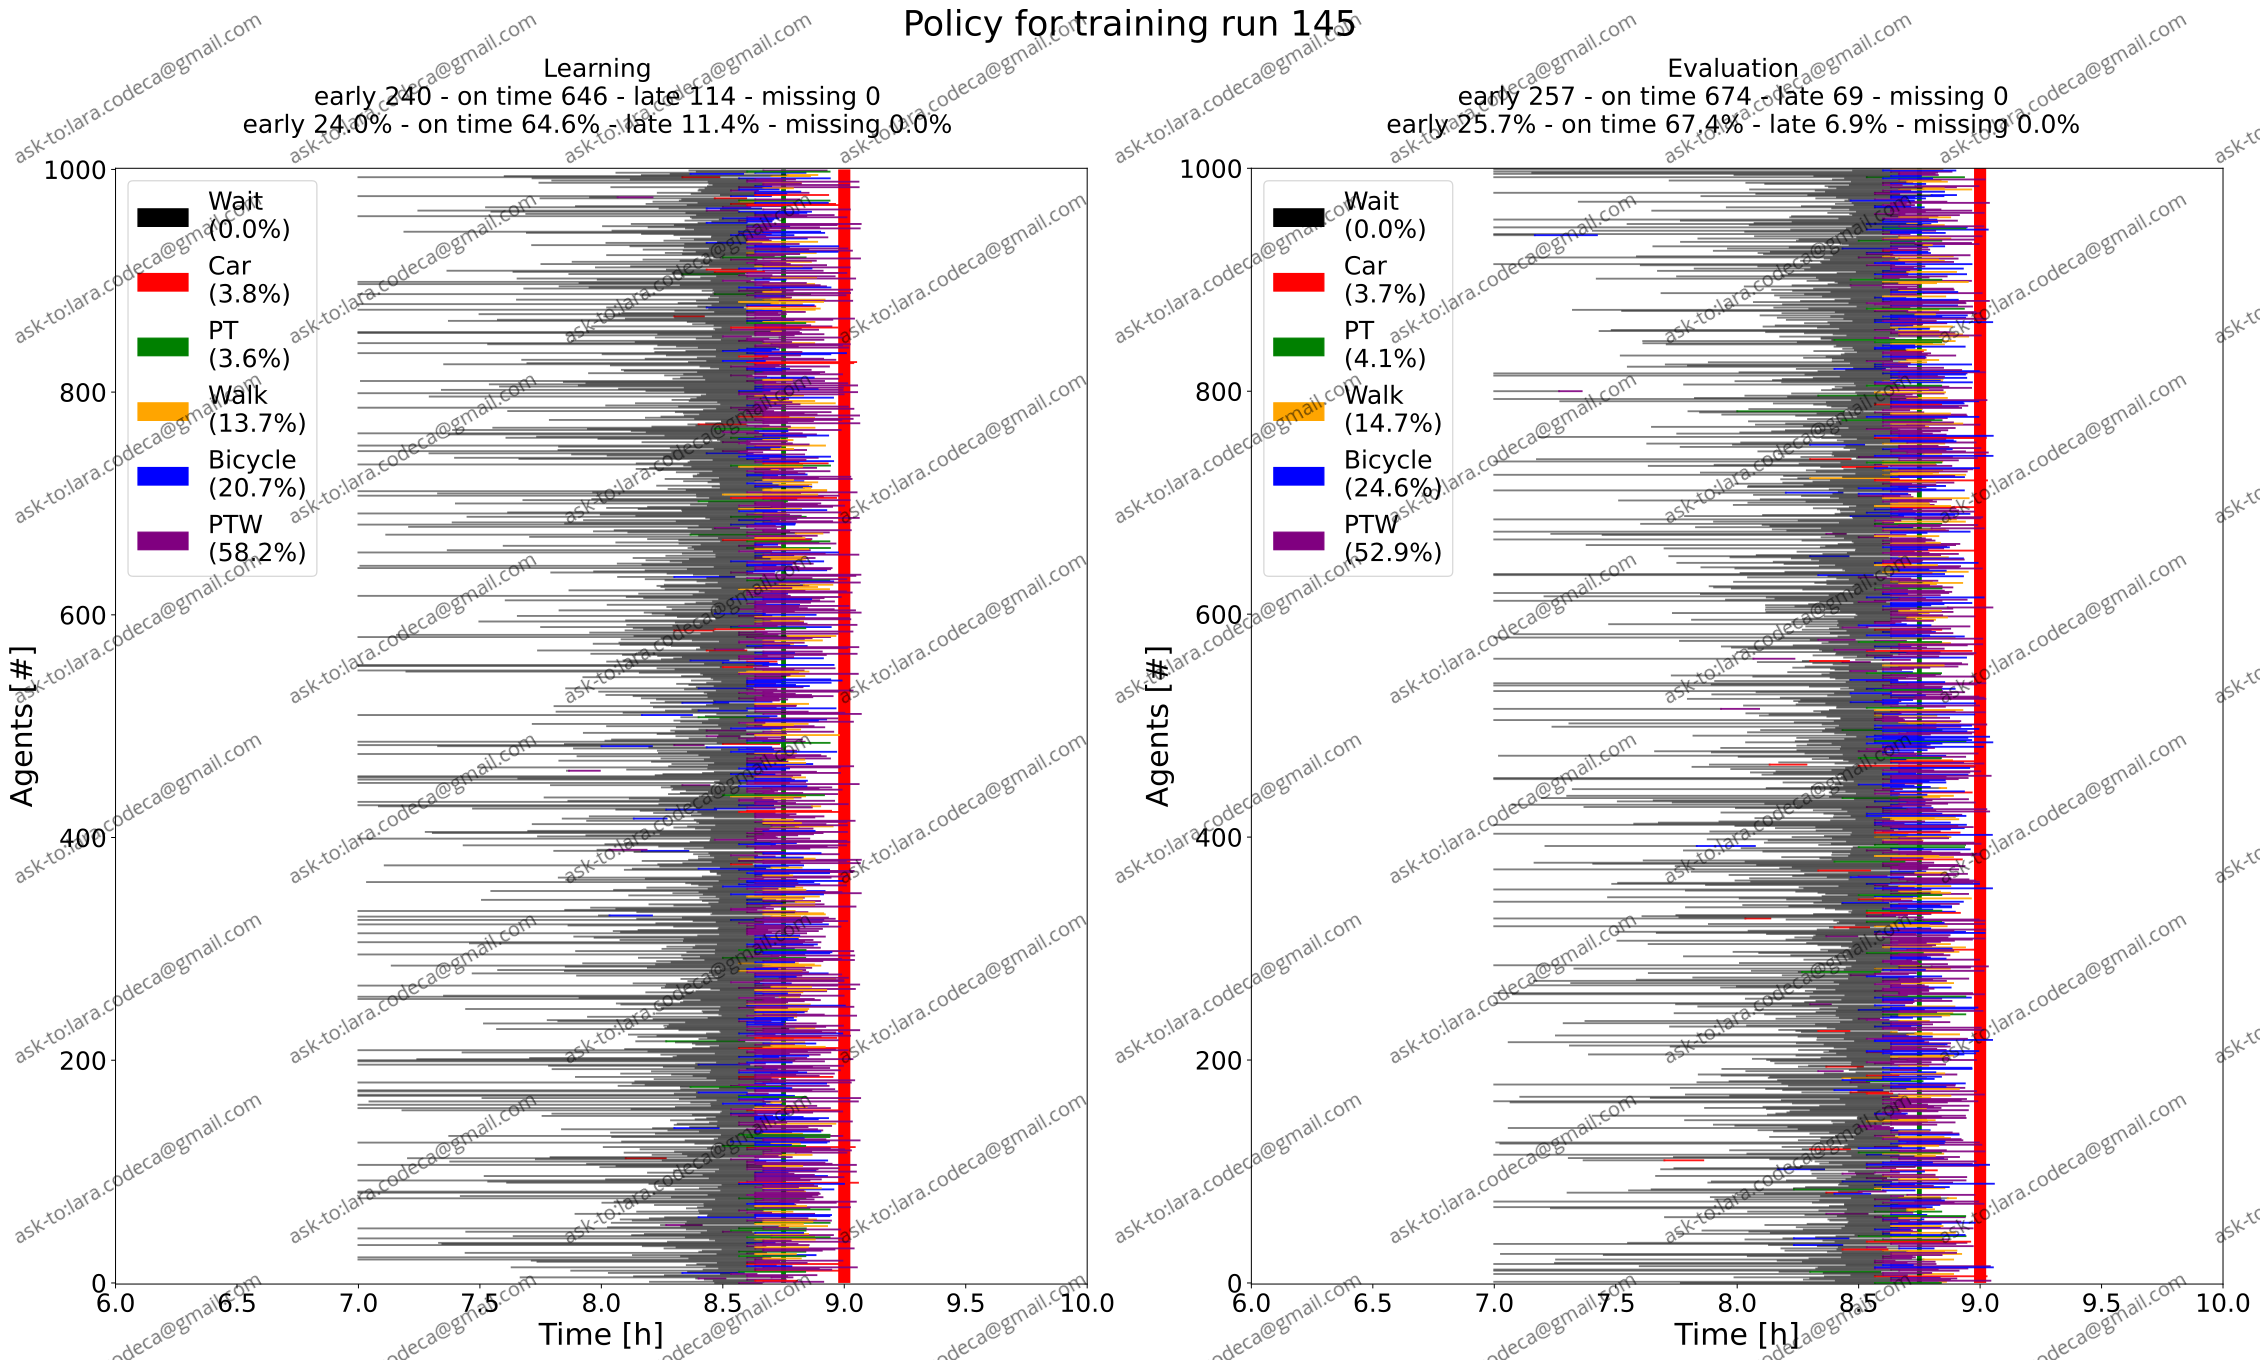 Policy for training run 145
Learning
early 240 - on time 646 - late 114 - missing 0
early 24.0% - on time 64.6% - late 11.4% - missing 0.0%
Evaluation
early 257 - on time 674 - late 69 - missing 0
early 25.7% - on time 67.4% - late 6.9% - missing 0.0%
Agents [#]
1000
800
600
400
200
0
Wait
(0.0%)
Car
(3.8%)
PT
(3.6%)
Walk
(13.7%)
Bicycle
(20.7%)
PTW
(58.2%)
6.0 6.5 7.0 7.5 8.0 8.5 9.0 9.5 10.0
Time [h]
Agents [#]
1000
800
600
400
200
0
Wait
(0.0%)
Car
(3.7%)
PT
(4.1%)
Walk
(14.7%)
Bicycle
(24.6%)
PTW
(52.9%)
6.0 6.5 7.0 7.5 8.0 8.5 9.0 9.5 10.0
Time [h]
ask-to:lara.codeca@gmail.com